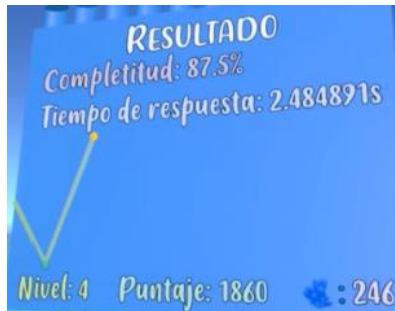 RESULTADO
Completitud: 87.5%
Tiempo de respuesta: 2.484891s
Nivel: 4 Puntaje: 1860 : 246